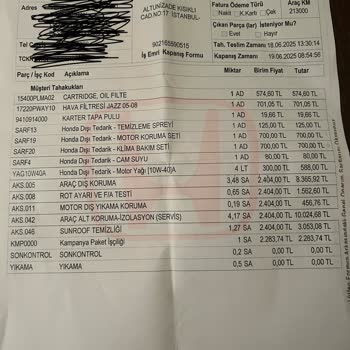 Adres
ALTUNİZADE KISIKLI
CAD.NO:17 İSTANBUL-
Tel
TCKN
902165590515
İş Emri Kapanış Formu
Fatura Ödeme Türü
Araç KM
Nakit K.Kartı Çek
213000
Çıkan Parça (lar) İsteniyor Mu?
Evet Hayır
Tah. Teslim Zamanı 18.06.2025 13:30:14
Kapanış Zamanı 19.06.2025 08:54:56
Parç / İşç Kod Açıklama Miktar Birim Fiyat Tutar
Müşteri Tahakukları
15400PLMA02 CARTRIDGE, OIL FILTE 1 AD 574,60 TL 574,60 TL
17220PWAY10 HAVA FİLTRESİ JAZZ 05-08 1 AD 701,05 TL 701,05 TL
9410914000 KARTER TAPA PULU 1 AD 19,66 TL 19,66 TL
SARF13 Honda Dışı Tedarik - TEMİZLEME SPREYİ 1 AD 125,00 TL 125,00 TL
SARF19 Honda Dışı Tedarik - MOTOR KORUMA SETİ 1 AD 700,00 TL 700,00 TL
SARF20 Honda Dışı Tedarik - KLİMA BAKIM SETİ 1 AD 700,00 TL 700,00 TL
SARF4 Honda Dışı Tedarik - CAM SUYU 1 AD 80,00 TL 80,00 TL
YAG10W40A Honda Dışı Tedarik - Motor Yağı [10W-40)A 4 LT 300,00 TL 588,00 TL
AKS.005 ARAÇ DIŞ KORUMA 3,48 SA 2.404,00 TL 8.365,92 TL
AKS.008 ROT AYARI VE F/A TESTİ 0,65 SA 2.404,00 TL 1.562,60 TL
AKS.011 MOTOR DIŞ YIKAMA KORUMA 0,19 SA 2.404,00 TL 456,76 TL
AKS.042 ARAÇ ALT KORUMA-İZOLASYON (SERVİS) 4,17 SA 2.404,00 TL 10.024,68 TL
AKS.046 SUNROOF TEMİZLİĞİ 1,27 SA 2.404,00 TL 3.053,08 TL
KMP0000 Kampanya Paket İşçiliği 1 SA 2.283,74 TL 2.283,74 TL
SONKONTROL SONKONTROL 0,2 SA 0,00 TL 0,00 TL
YIKAMA YIKAMA 0,5 SA 0,00 TL 0,00 TL